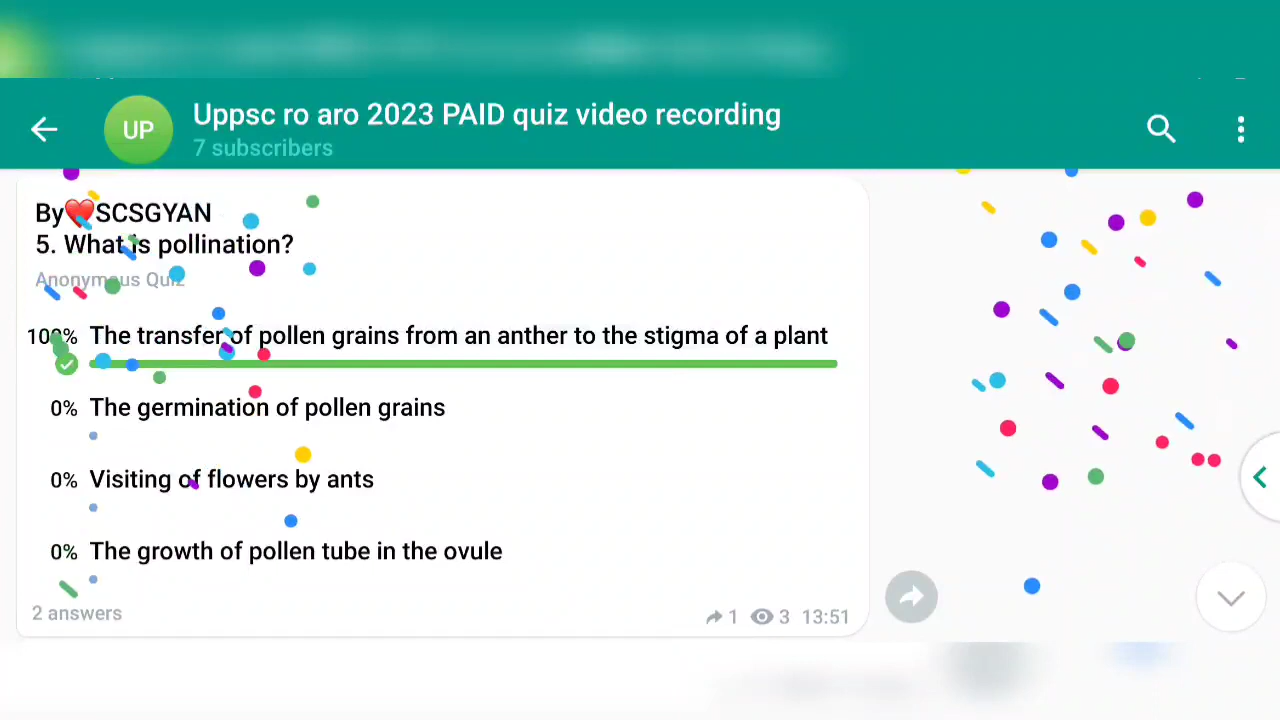 UP
Uppsc ro aro 2023 PAID quiz video recording
7 subscribers
By❤️SCSGYAN
5. What is pollination?
Anonymous Quiz
100% The transfer of pollen grains from an anther to the stigma of a plant
0% The germination of pollen grains
0% Visiting of flowers by ants
0% The growth of pollen tube in the ovule
2 answers
1 3 13:51